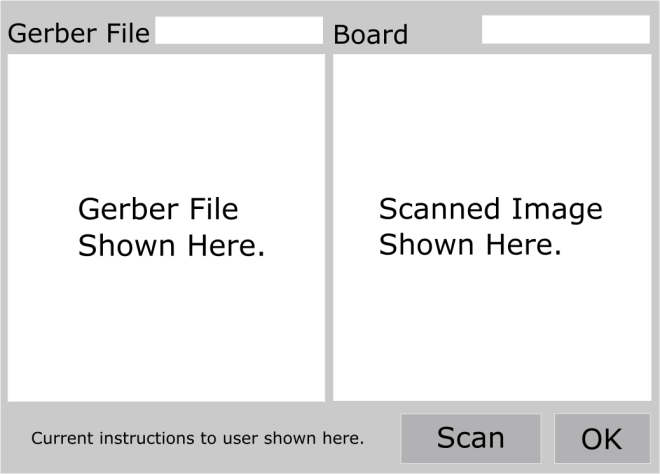 Gerber File
Board
Gerber File
Shown Here.
Scanned Image
Shown Here.
Current instructions to user shown here.
Scan
OK